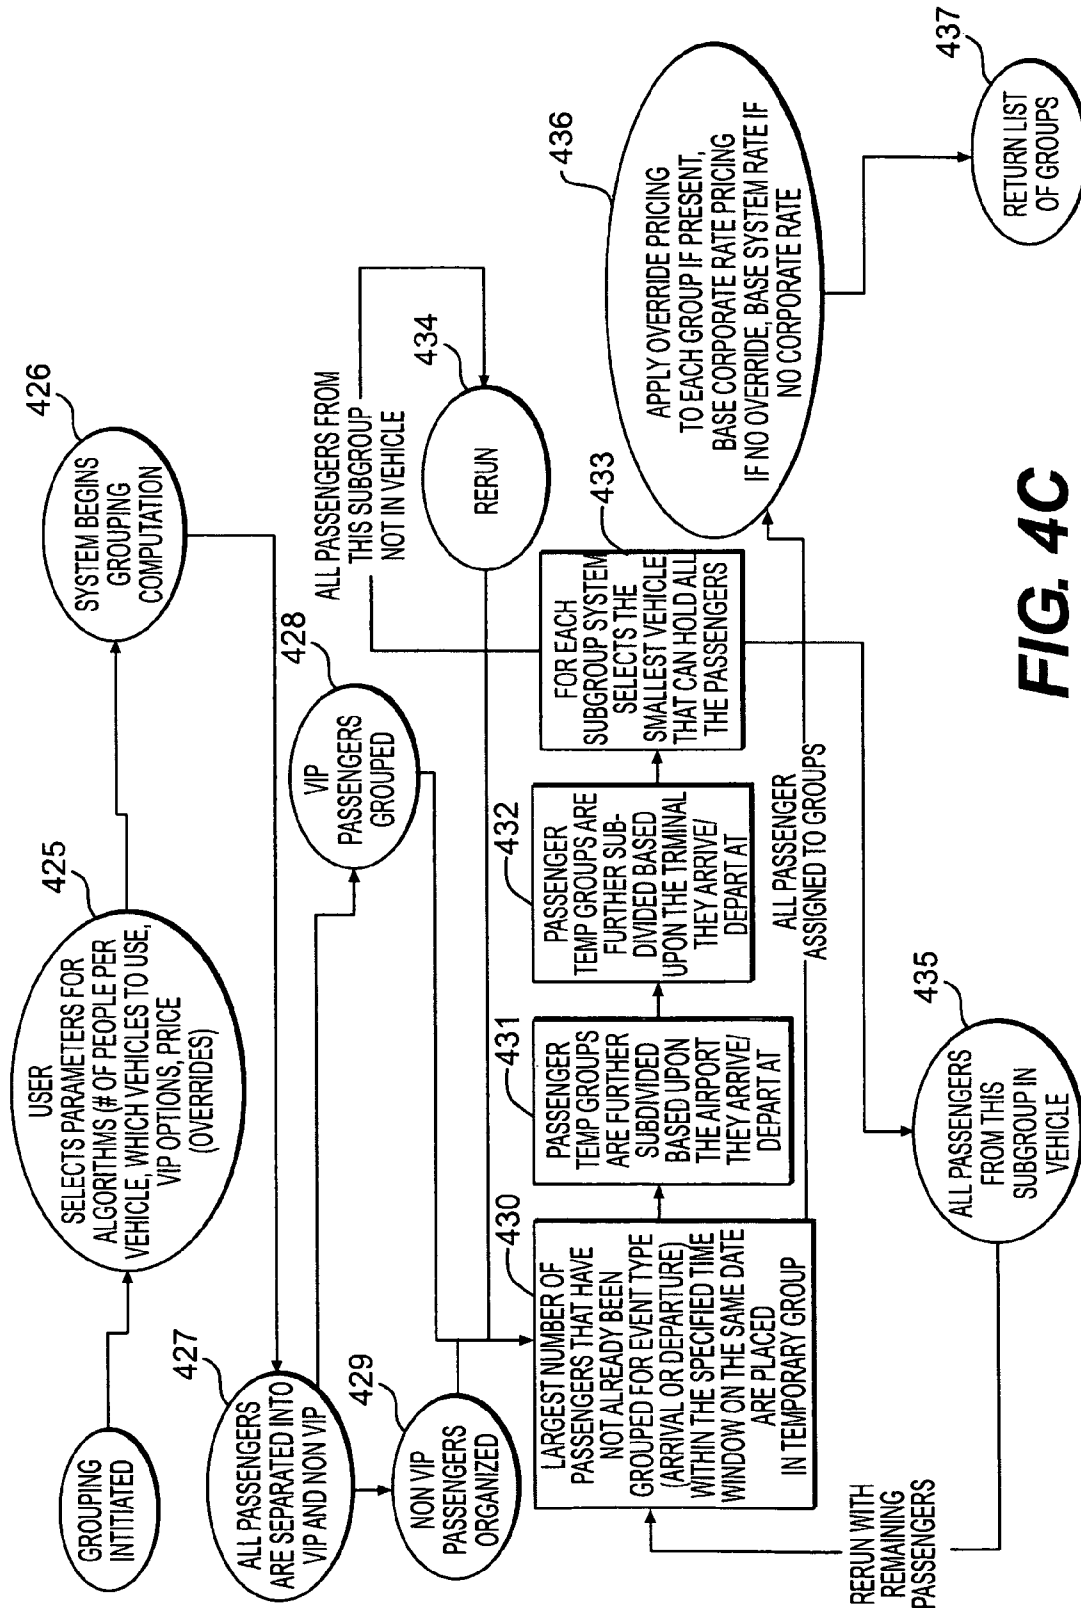 GROUPING
INTITIATED
425
USER
SELECTS PARAMETERS FOR
ALGORITHMS (# OF PEOPLE PER
VEHICLE, WHICH VEHICLES TO USE,
VIP OPTIONS, PRICE
(OVERRIDES)
426
SYSTEM BEGINS
GROUPING
COMPUTATION
427
ALL PASSENGERS
ARE SEPARATED INTO
VIP AND NON VIP
428
VIP
PASSENGERS
GROUPED
429
NON VIP
PASSENGERS
ORGANIZED
430
LARGEST NUMBER OF
PASSENGERS THAT HAVE
NOT ALREADY BEEN
GROUPED FOR EVENT TYPE
(ARRIVAL OR DEPARTURE)
WITHIN THE SPECIFIED TIME
WINDOW ON THE SAME DATE
ARE PLACED
IN TEMPORARY GROUP
431
PASSENGER
TEMP GROUPS
ARE FURTHER
SUBDIVIDED
BASED UPON
THE AIRPORT
THEY ARRIVE/
DEPART AT
432
PASSENGER
TEMP GROUPS ARE
FURTHER SUB-
DIVIDED BASED
UPON THE TRMINAL
THEY ARRIVE/
DEPART AT
433
FOR EACH
SUBGROUP SYSTEM
SELECTS THE
SMALLEST VEHICLE
THAT CAN HOLD ALL
THE PASSENGERS
ALL PASSENGERS FROM
THIS SUBGROUP
NOT IN VEHICLE
434
RERUN
ALL PASSENGER
ASSIGNED TO GROUPS
435
ALL PASSENGERS
FROM THIS
SUBGROUP IN
VEHICLE
RERUN WITH
REMAINING
PASSENGERS
436
APPLY OVERRIDE PRICING
TO EACH GROUP IF PRESENT,
BASE CORPORATE RATE PRICING
IF NO OVERRIDE, BASE SYSTEM RATE IF
NO CORPORATE RATE
437
RETURN LIST
OF GROUPS
FIG. 4C